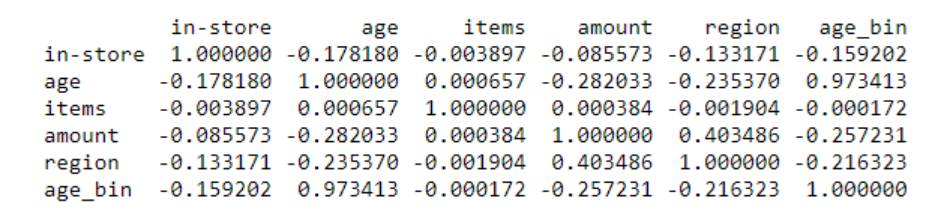 in-store age items amount region age_bin
in-store 1.000000 -0.178180 -0.003897 -0.085573 -0.133171 -0.159202
age -0.178180 1.000000 0.000657 -0.282033 -0.235370 0.973413
items -0.003897 0.000657 1.000000 0.000384 -0.001904 -0.000172
amount -0.085573 -0.282033 0.000384 1.000000 0.403486 -0.257231
region -0.133171 -0.235370 -0.001904 0.403486 1.000000 -0.216323
age_bin -0.159202 0.973413 -0.000172 -0.257231 -0.216323 1.000000